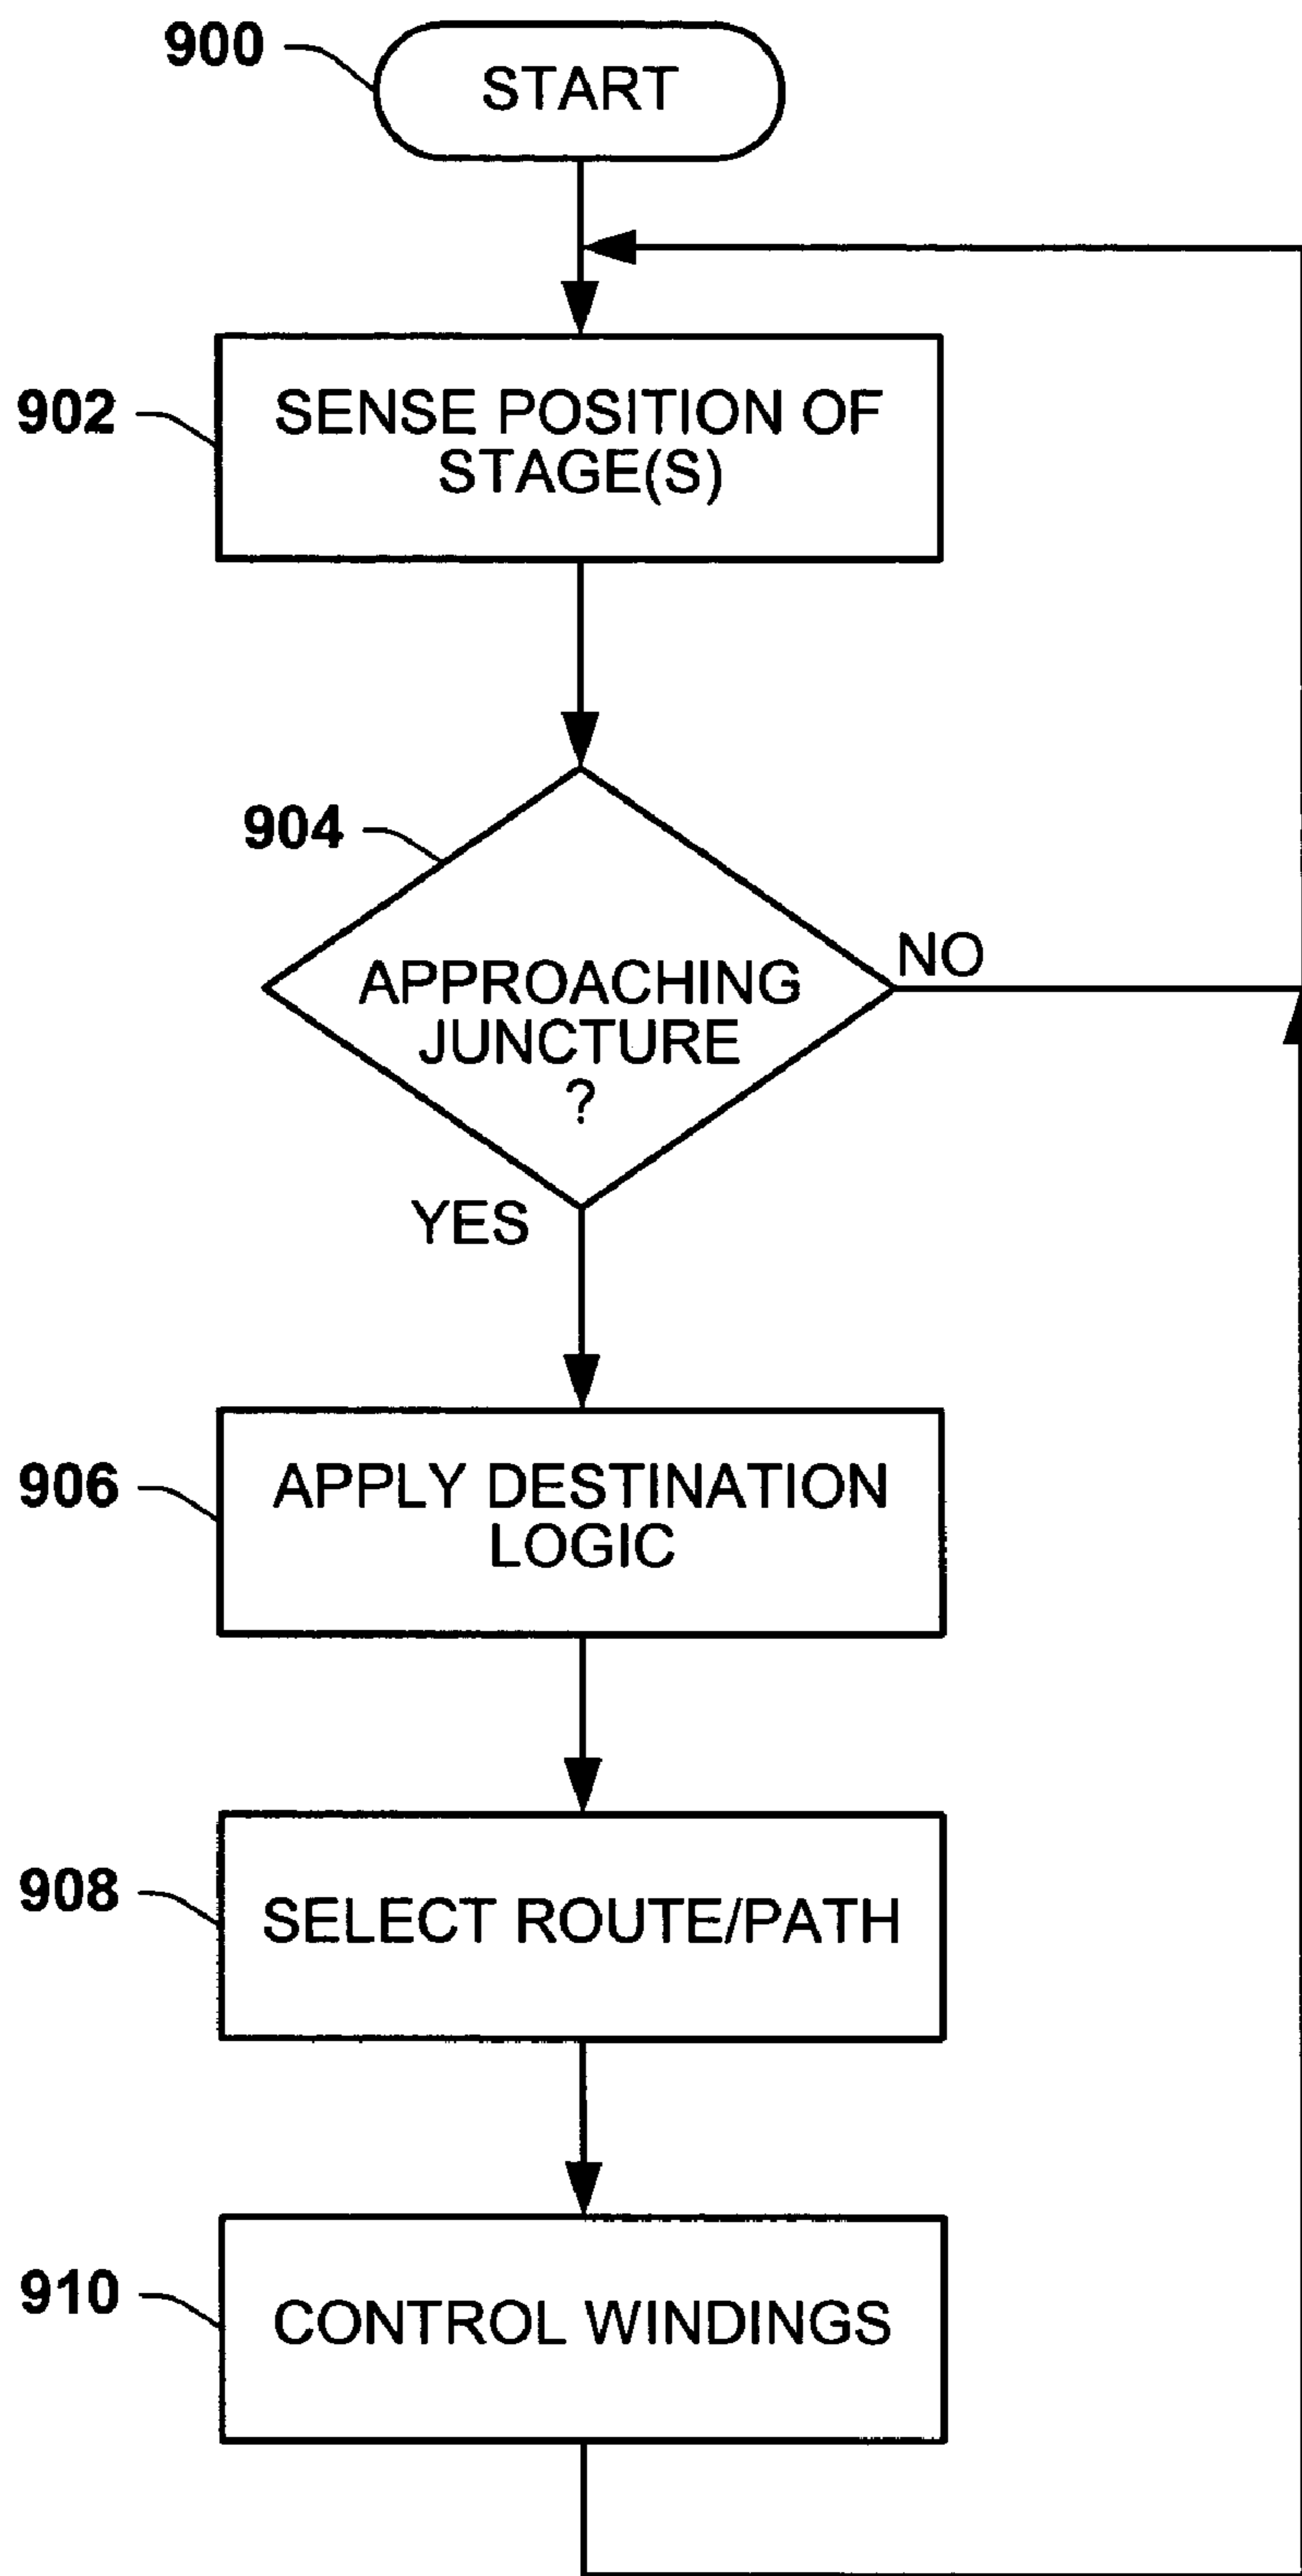 900
START
902
SENSE POSITION OF
STAGE(S)
904
APPROACHING
JUNCTURE
?
NO
YES
906
APPLY DESTINATION
LOGIC
908
SELECT ROUTE/PATH
910
CONTROL WINDINGS